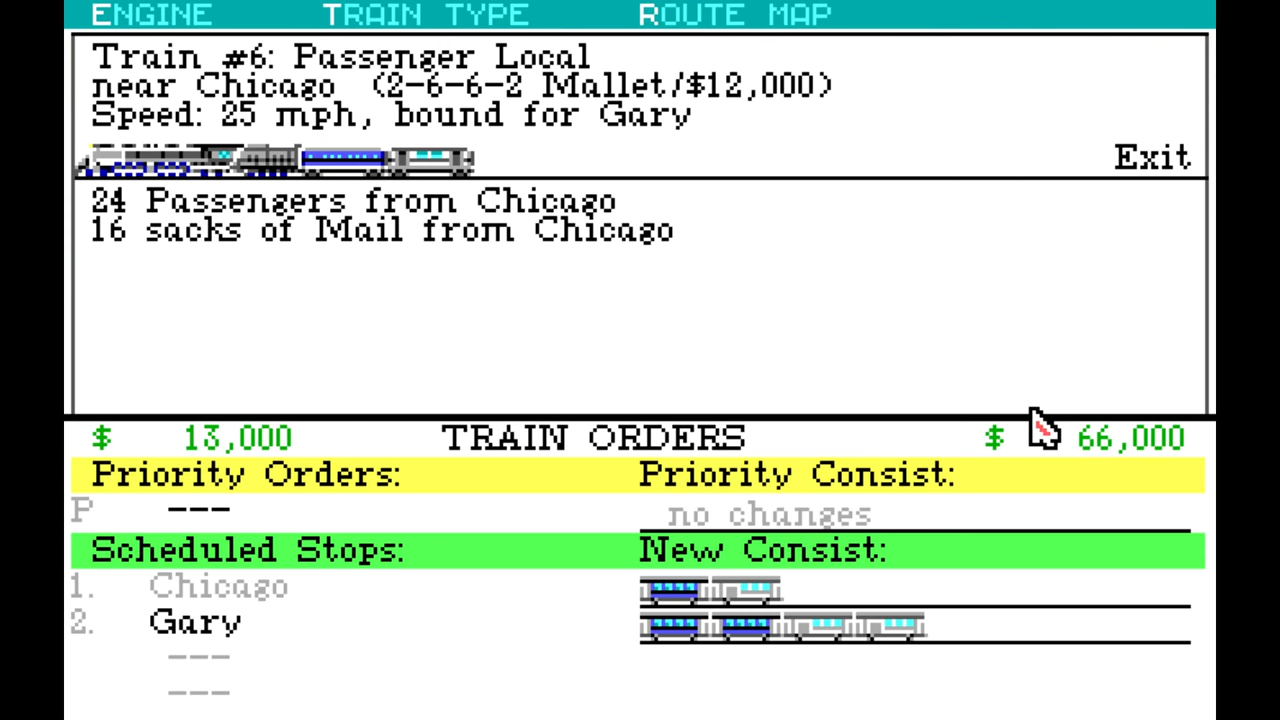 ENGINE TRAIN TYPE ROUTE MAP
Train #6: Passenger Local
near Chicago (2-6-6-2 Mallet/$12,000)
Speed: 25 mph, bound for Gary
Exit
24 Passengers from Chicago
16 sacks of Mail from Chicago
$ 13,000 TRAIN ORDERS $ 66,000
Priority Orders: Priority Consist:
P --- no changes
Scheduled Stops: New Consist:
1. Chicago
2. Gary
---
---